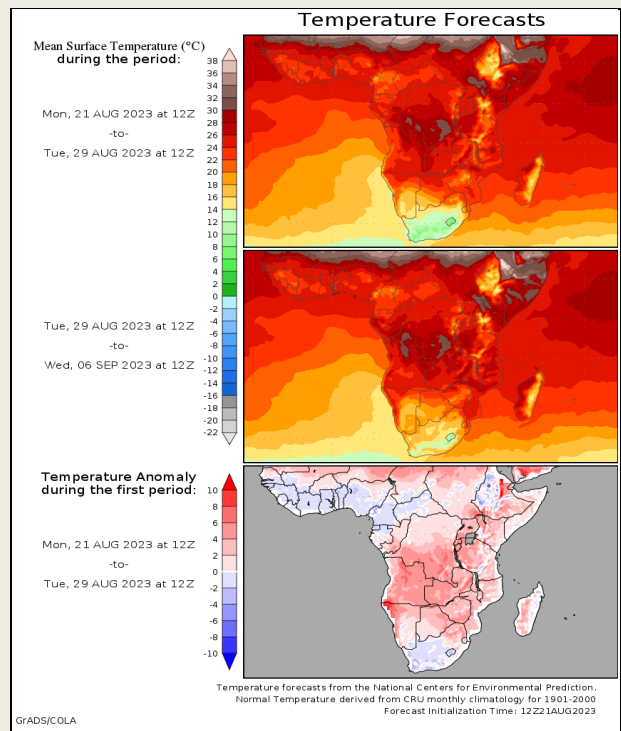 Temperature Forecasts
Mean Surface Temperature (°C)
during the period:
Mon, 21 AUG 2023 at 12Z
-to-
Tue, 29 AUG 2023 at 12Z
38
36
34
32
30
28
26
24
22
20
18
16
14
12
10
8
6
4
2
0
-2
-4
-6
-8
-10
-12
-14
-16
-18
-20
-22
Tue, 29 AUG 2023 at 12Z
-to-
Wed, 06 SEP 2023 at 12Z
Temperature Anomaly
during the first period:
Mon, 21 AUG 2023 at 12Z
-to-
Tue, 29 AUG 2023 at 12Z
10
8
6
4
2
0
-2
-4
-6
-8
-10
Temperature forecasts from the National Centers for Environmental Prediction.
Normal Temperature derived from CRU monthly climatology for 1901-2000
Forecast Initialization Time: 12Z21AUG2023
GrADS/COLA